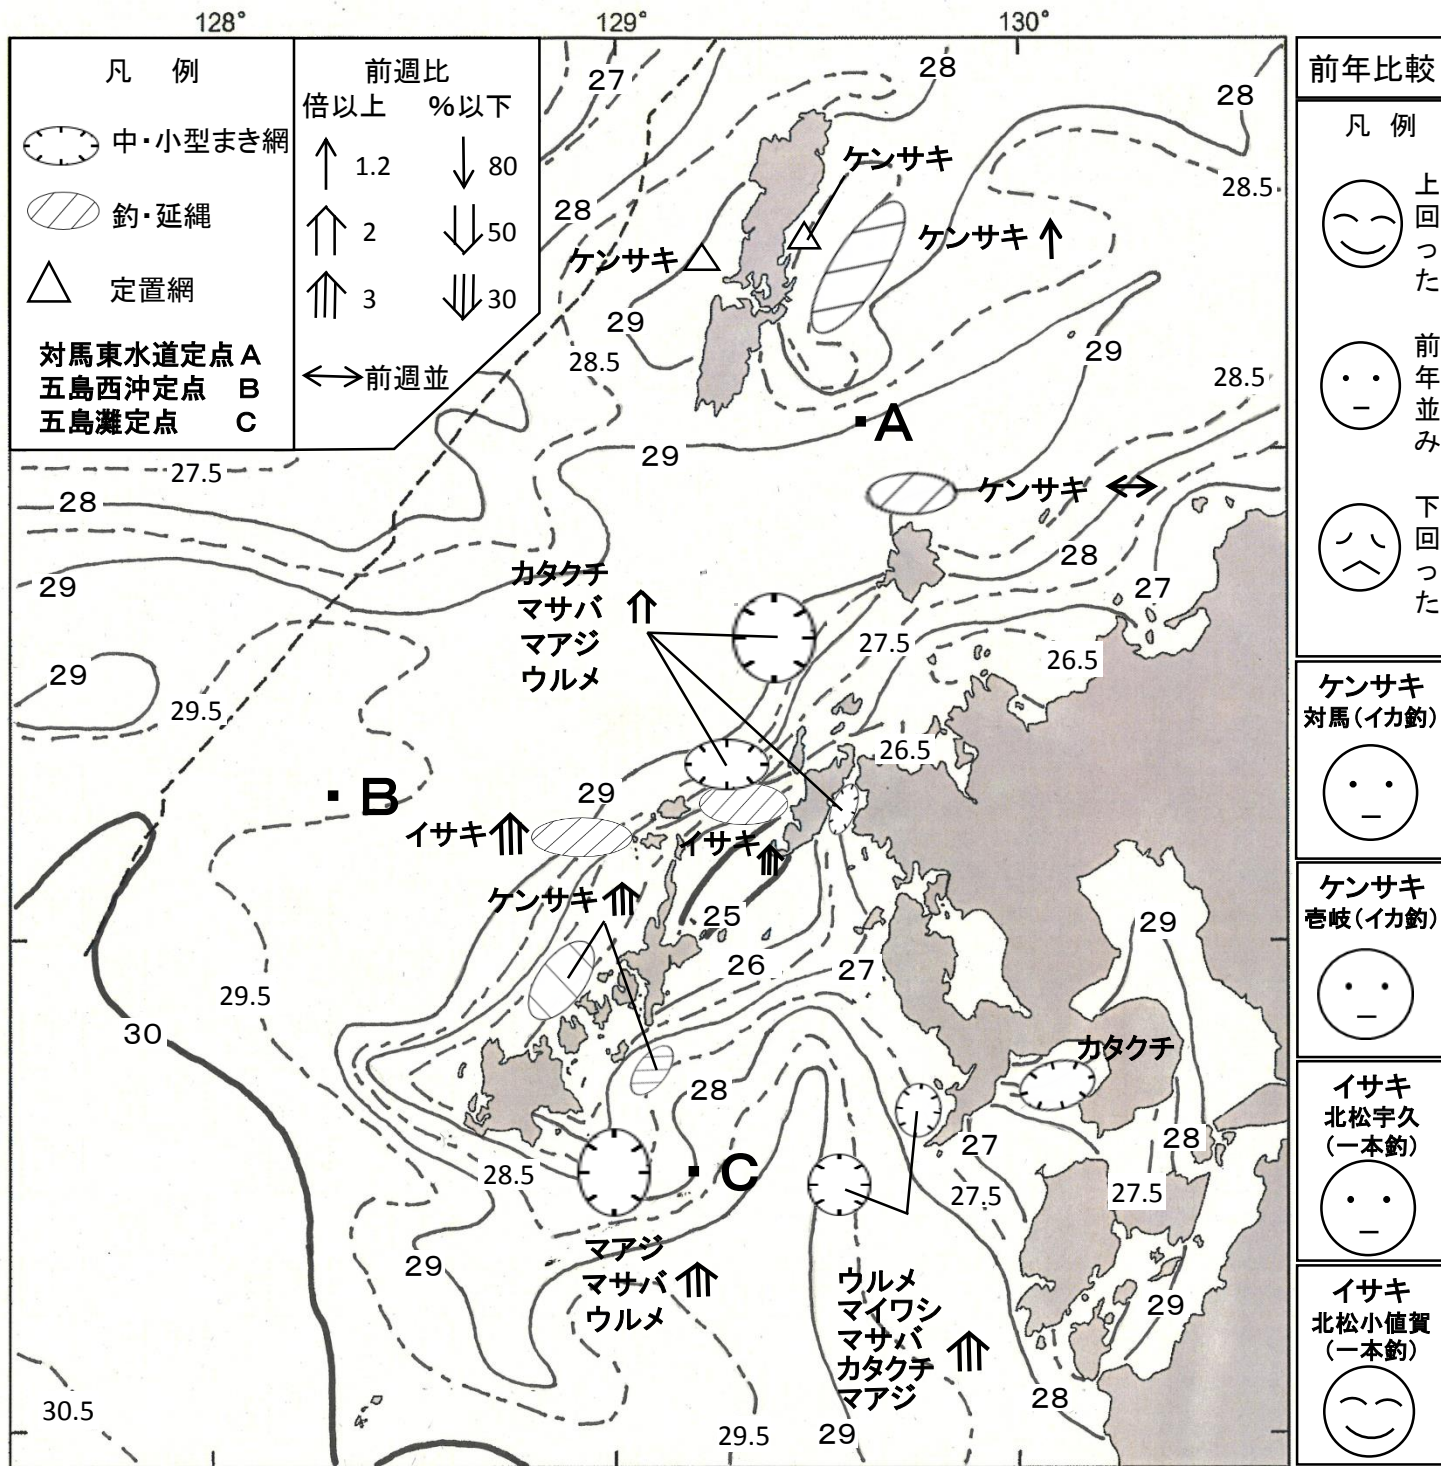 128°
129°
130°
凡 例
中・小型まき網
釣・延縄
定置網
対馬東水道定点 A
五島西沖定点 B
五島灘定点 C
前週比
倍以上 %以下
1.2 80
2 50
3 30
前週並
27
28
28
28.5
ケンサキ
ケンサキ
28
ケンサキ
29
28.5
29
28.5
A
29
27.5
28
ケンサキ
28
27
29
カタクチ
マサバ
マアジ
ウルメ
27.5
26.5
29
29.5
26.5
B
29
イサキ
イサキ
ケンサキ
25
29
26
27
29.5
30
カタクチ
28
27
28
28.5
C
27.5
27.5
29
マアジ
マサバ
ウルメ
ウルメ
マイワシ
マサバ
カタクチ
マアジ
29
28
30.5
29.5
29
前年比較
凡 例
上回った
前年並み
下回った
ケンサキ
対馬(イカ釣)
ケンサキ
壱岐(イカ釣)
イサキ
北松宇久
(一本釣)
イサキ
北松小値賀
(一本釣)